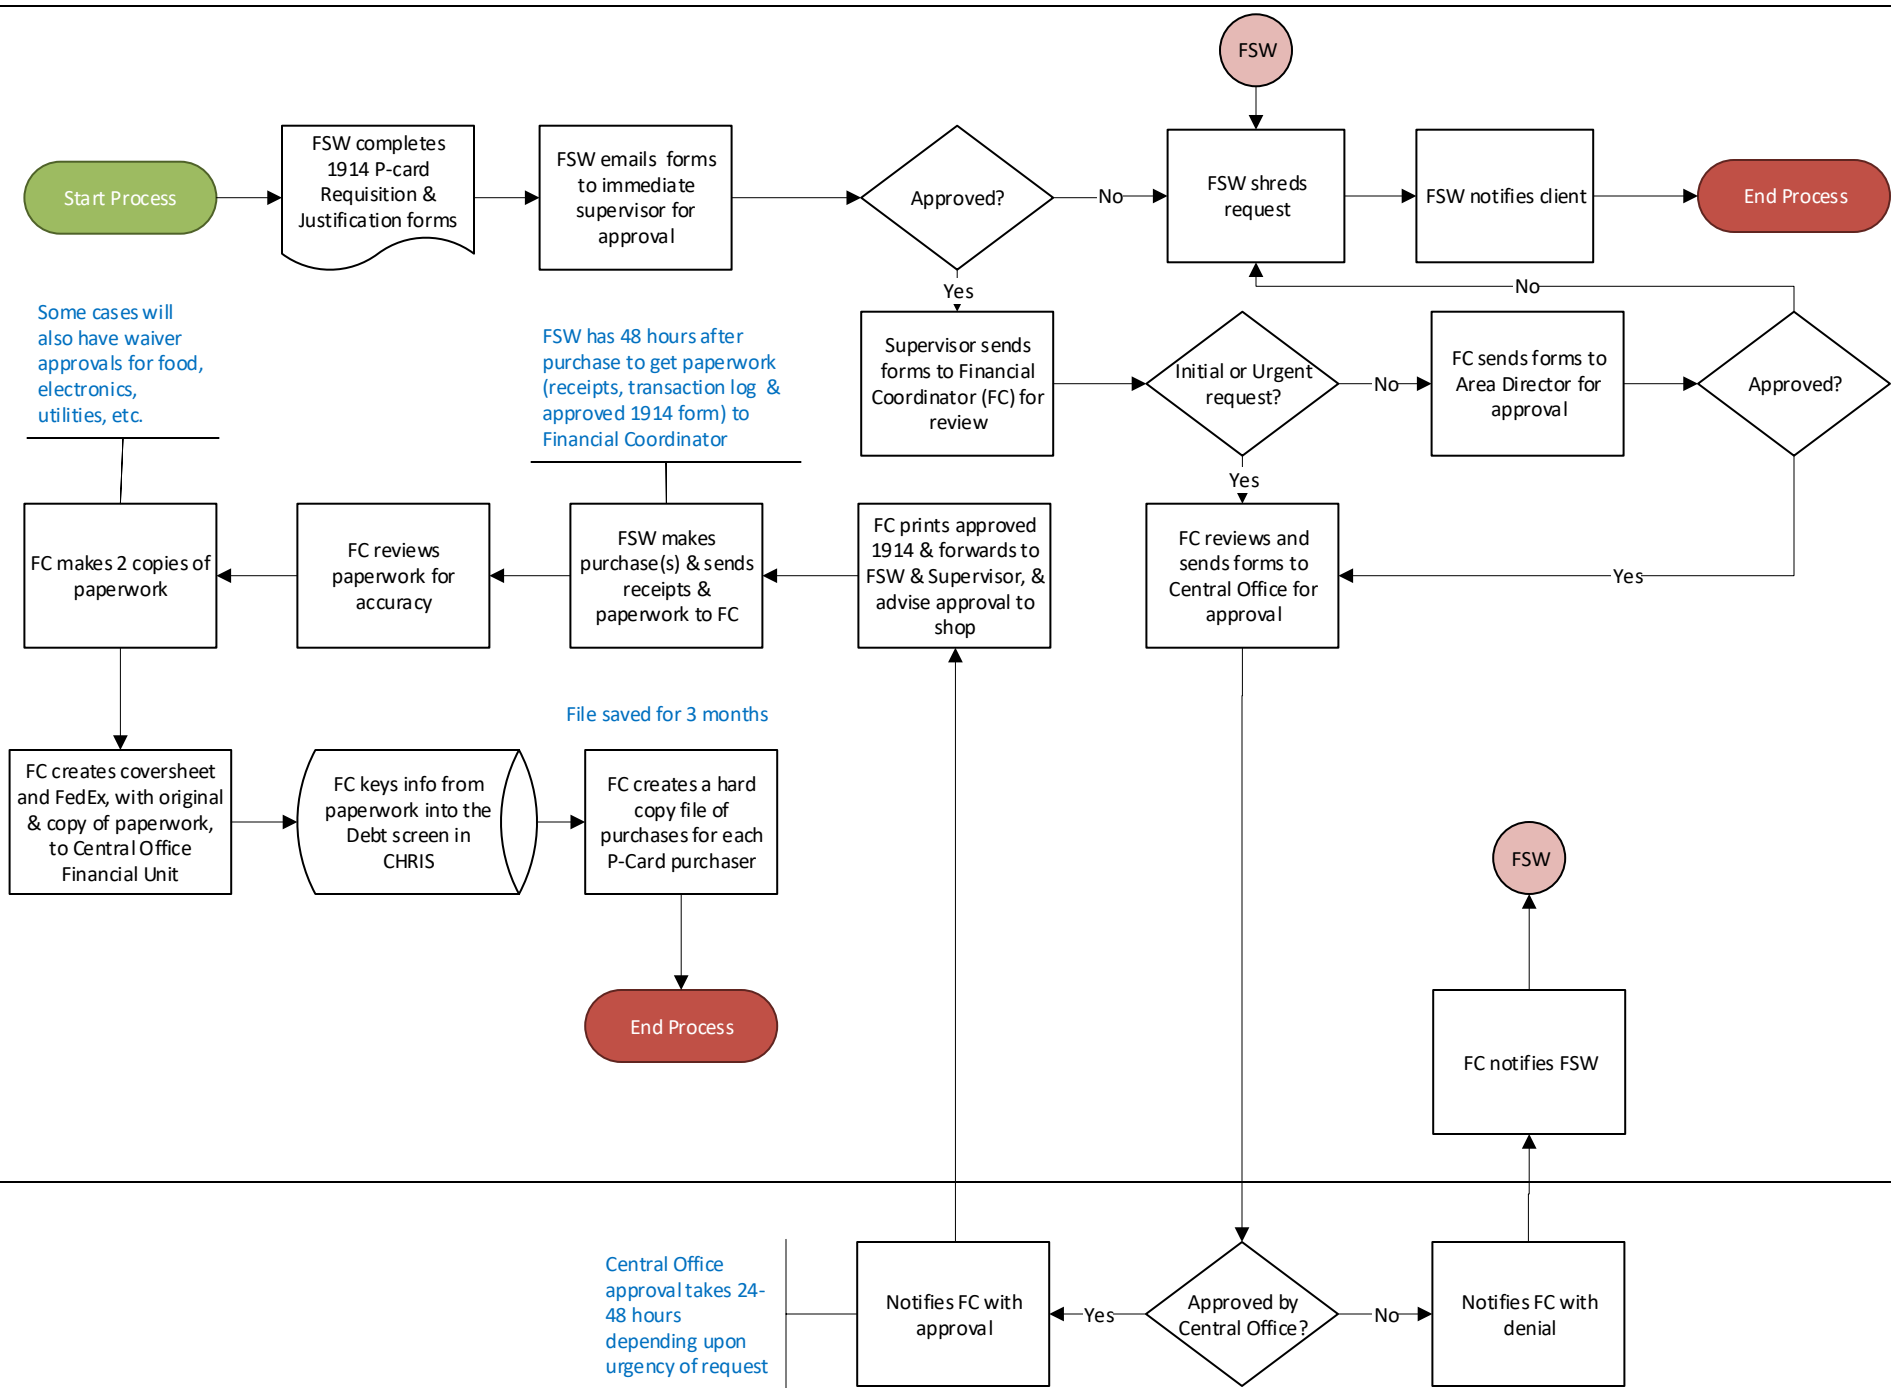 FSW
Start Process
FSW completes
1914 P-card
Requisition &
Justification forms
FSW emails forms
to immediate
supervisor for
approval
Approved?
No
FSW shreds
request
FSW notifies client
End Process
Yes
No
Some cases will
also have waiver
approvals for food,
electronics,
utilities, etc.
FSW has 48 hours after
purchase to get paperwork
(receipts, transaction log &
approved 1914 form) to
Financial Coordinator
Supervisor sends
forms to Financial
Coordinator (FC) for
review
Initial or Urgent
request?
No
FC sends forms to
Area Director for
approval
Approved?
Yes
FC makes 2 copies of
paperwork
FC reviews
paperwork for
accuracy
FSW makes
purchase(s) & sends
receipts &
paperwork to FC
FC prints approved
1914 & forwards to
FSW & Supervisor, &
advise approval to
shop
FC reviews and
sends forms to
Central Office for
approval
Yes
File saved for 3 months
FC creates coversheet
and FedEx, with original
& copy of paperwork,
to Central Office
Financial Unit
FC keys info from
paperwork into the
Debt screen in
CHRIS
FC creates a hard
copy file of
purchases for each
P-Card purchaser
FSW
End Process
FC notifies FSW
Central Office
approval takes 24-
48 hours
depending upon
urgency of request
Notifies FC with
approval
Yes
Approved by
Central Office?
No
Notifies FC with
denial